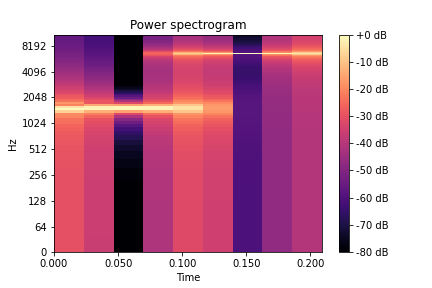 Power spectrogram
8192
4096
2048
1024
512
256
128
64
0
Hz
0.000 0.050 0.100 0.150 0.200
Time
+0 dB
-10 dB
-20 dB
-30 dB
-40 dB
-50 dB
-60 dB
-70 dB
-80 dB